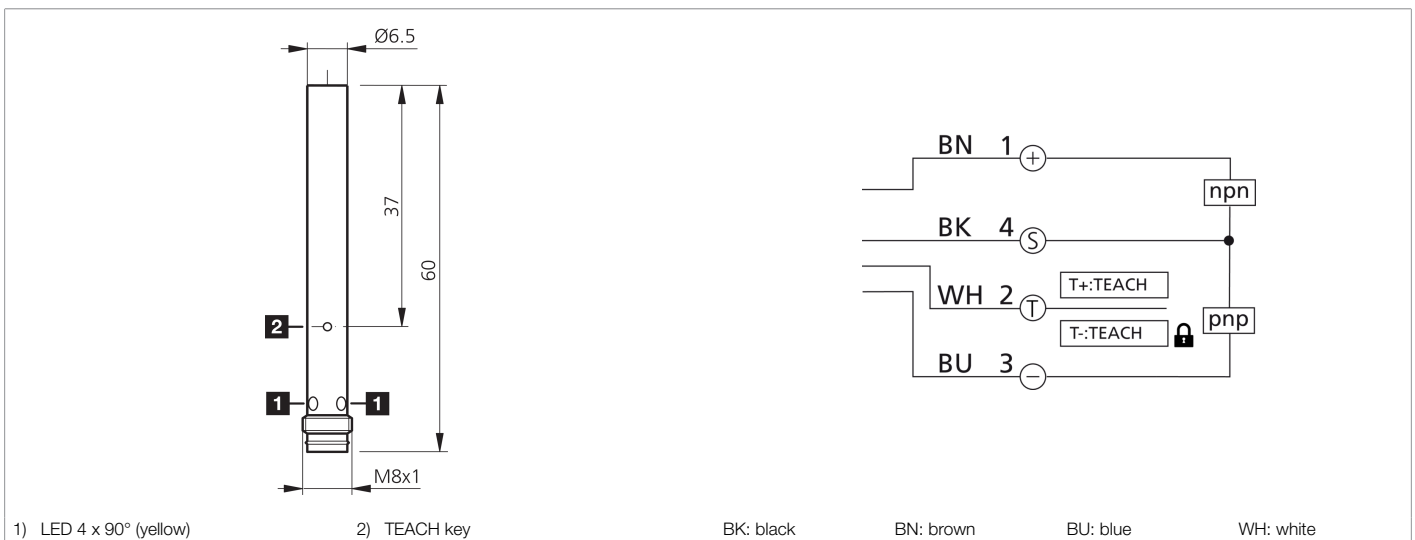 Ø6.5
37
60
2
1 1
M8x1
BN 1 +
npn
BK 4 S
T+:TEACH
WH 2 T
pnp
T-:TEACH
BU 3 −
1) LED 4 x 90° (yellow) 2) TEACH key BK: black BN: brown BU: blue WH: white